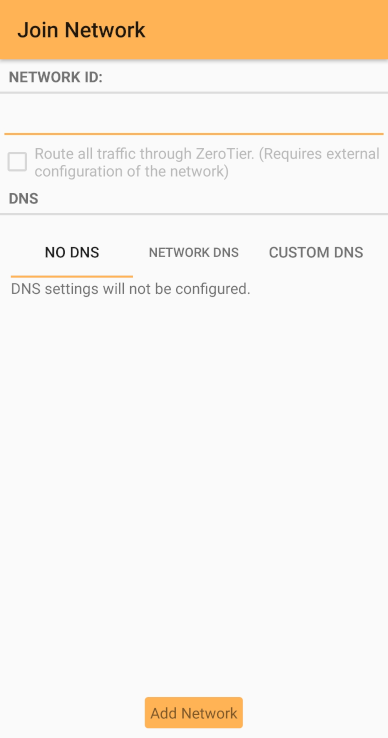 Join Network
NETWORK ID:
Route all traffic through ZeroTier. (Requires external
configuration of the network)
DNS
NO DNS
NETWORK DNS
CUSTOM DNS
DNS settings will not be configured.
Add Network